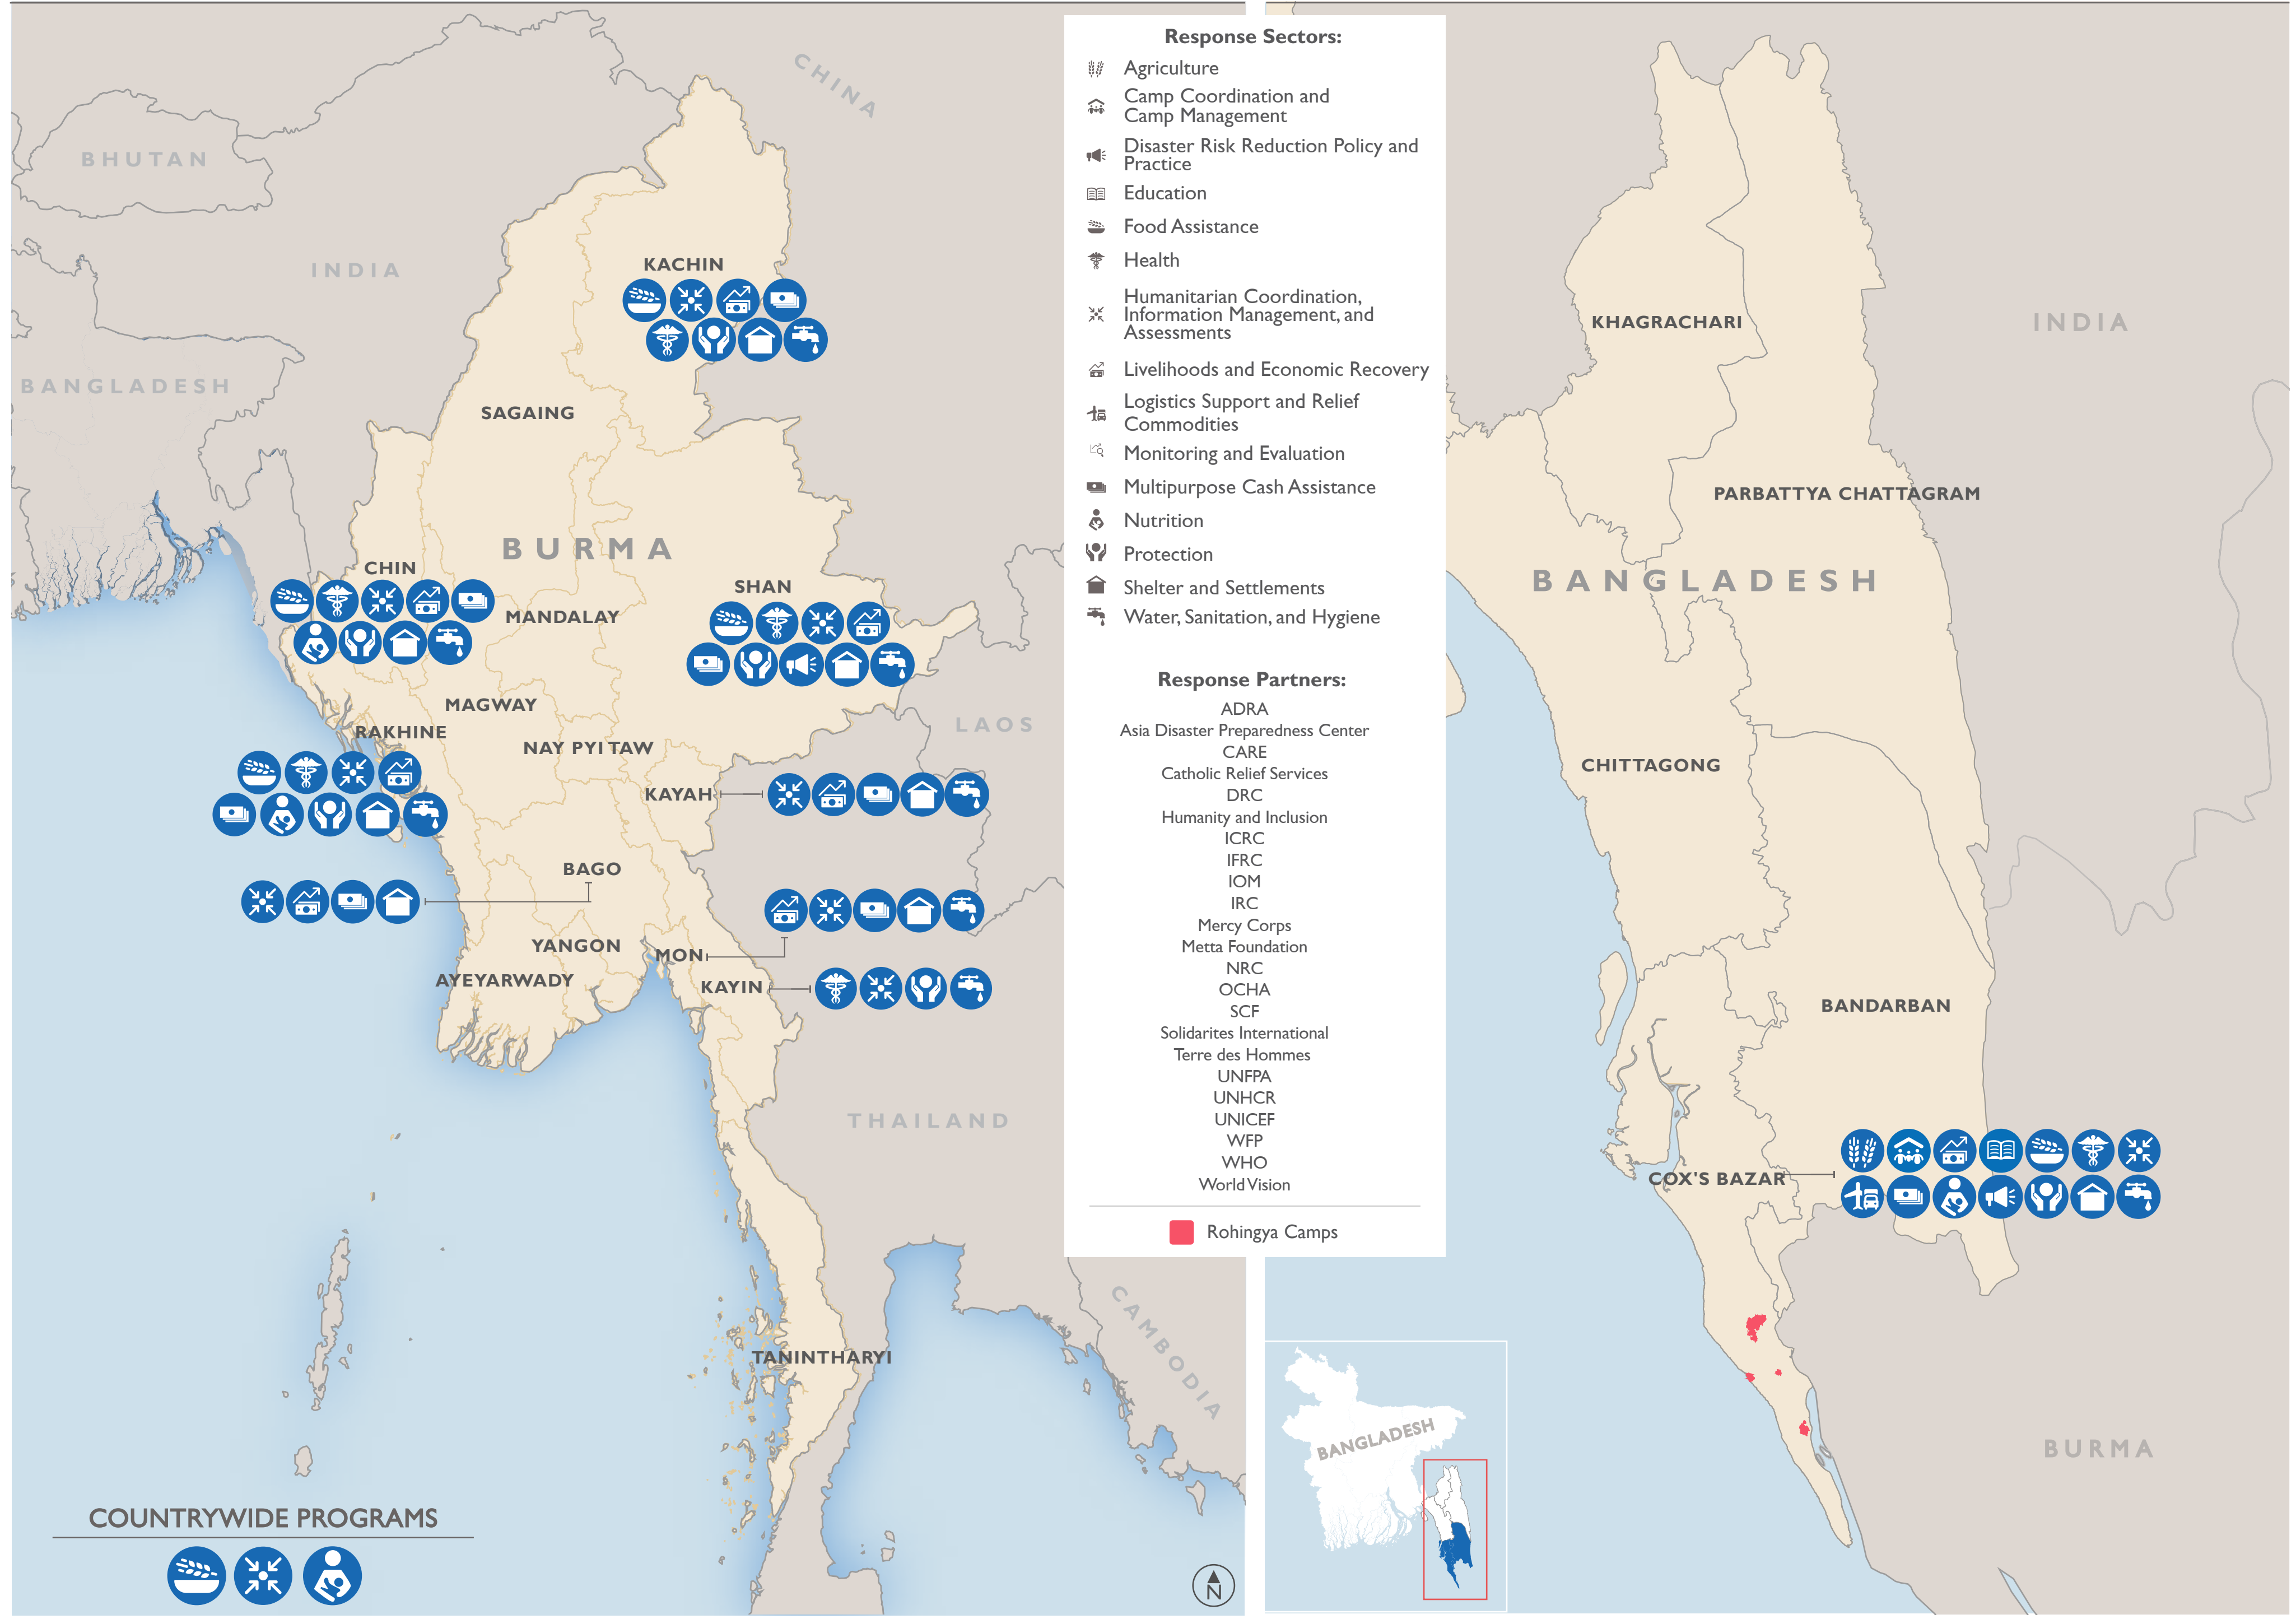 CHINA
BHUTAN
INDIA
BANGLADESH
KACHIN
SAGAING
BURMA
CHIN
SHAN
MANDALAY
MAGWAY
RAKHINE
NAY PYI TAW
LAOS
KAYAH
BAGO
YANGON
MON
AYEYARWADY
KAYIN
THAILAND
TANINTHARYI
CAMBODIA
COUNTRYWIDE PROGRAMS
N
Response Sectors:
Agriculture
Camp Coordination and
Camp Management
Disaster Risk Reduction Policy and
Practice
Education
Food Assistance
Health
Humanitarian Coordination,
Information Management, and
Assessments
Livelihoods and Economic Recovery
Logistics Support and Relief
Commodities
Monitoring and Evaluation
Multipurpose Cash Assistance
Nutrition
Protection
Shelter and Settlements
Water, Sanitation, and Hygiene
Response Partners:
ADRA
Asia Disaster Preparedness Center
CARE
Catholic Relief Services
DRC
Humanity and Inclusion
ICRC
IFRC
IOM
IRC
Mercy Corps
Metta Foundation
NRC
OCHA
SCF
Solidarites International
Terre des Hommes
UNFPA
UNHCR
UNICEF
WFP
WHO
World Vision
Rohingya Camps
KHAGRACHARI
INDIA
PARBATTYA CHATTAGRAM
BANGLADESH
CHITTAGONG
BANDARBAN
COX'S BAZAR
BURMA
BANGLADESH